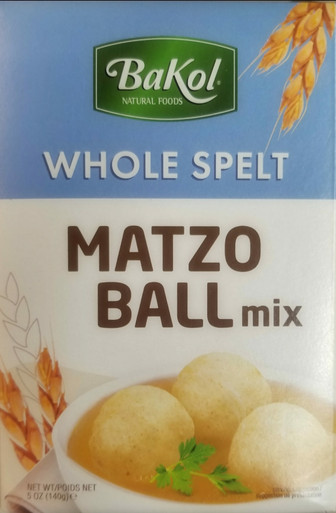 BaKol
NATURAL FOODS
WHOLE SPELT
MATZO
BALL mix
NET WT/POIDS NET
5 OZ (140g) ℮